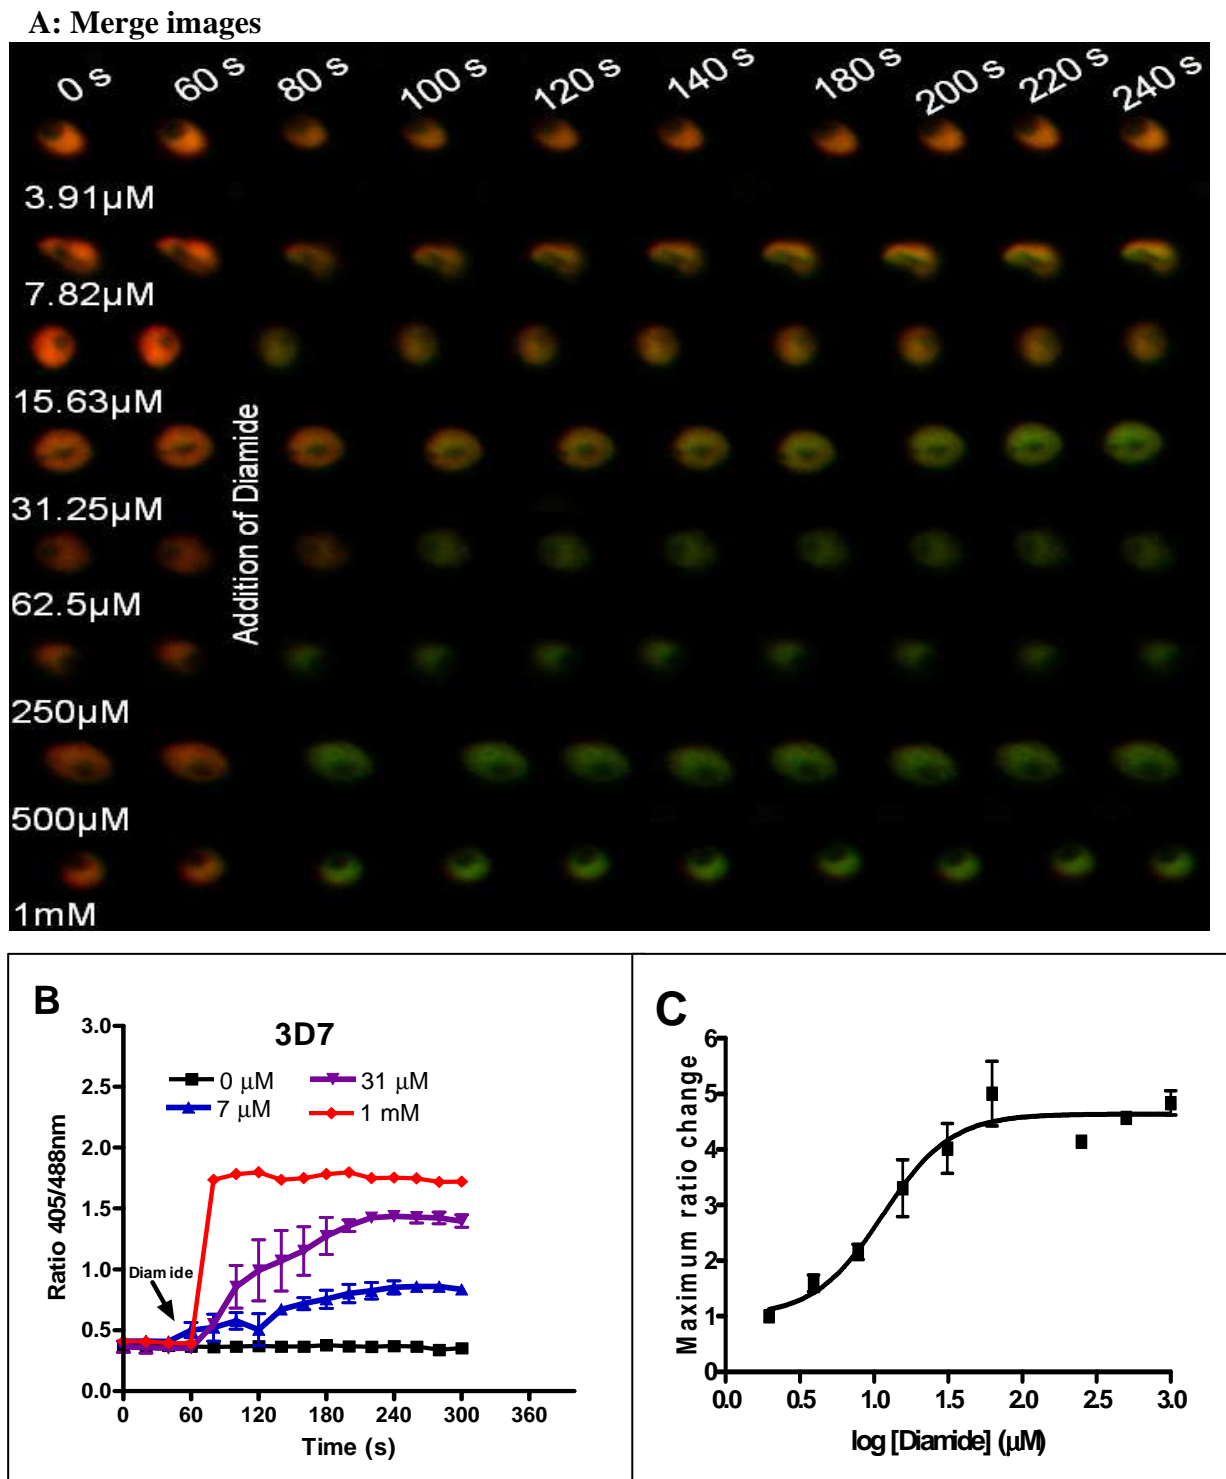 A: Merge images
0 s 60 s 80 s 100 s 120 s 140 s 180 s 200 s 220 s 240 s
3.91µM
7.82µM
15.63µM
31.25µM
62.5µM
250µM
500µM
1mM
Addition of Diamide
B
3D7
0 µM
31 µM
7 µM
1 mM
Diamide
Ratio 405/488nm
3.0
2.5
2.0
1.5
1.0
0.5
0.0
0 60 120 180 240 300 360
Time (s)
C
Maximum ratio change
6
5
4
3
2
1
0
0.0 0.5 1.0 1.5 2.0 2.5 3.0
log [Diamide] (µM)